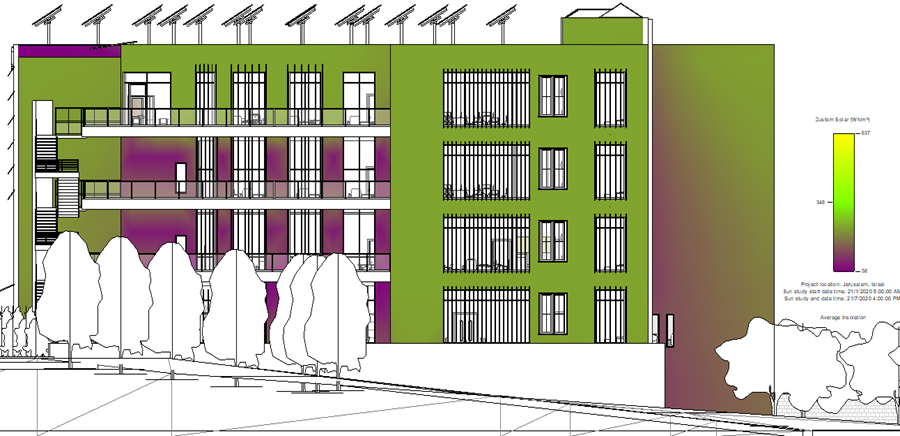 Custom Solar (Wh/m²)
637
348
58
Project location: Jerusalem, Israel
Sun study start date time: 21/1/2020 8:00:00 AM
Sun study end date time: 21/7/2020 4:00:00 PM
Average Insolation